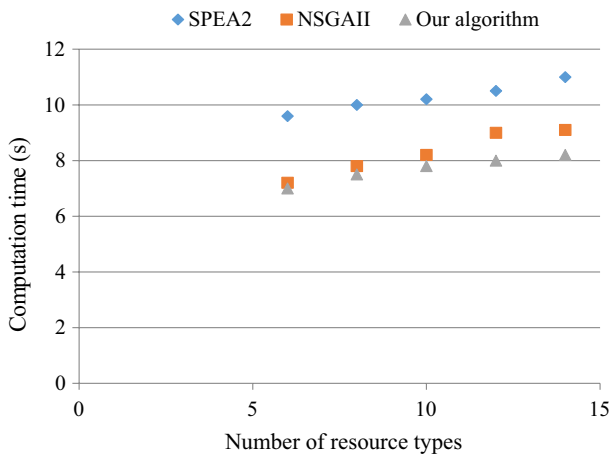 SPEA2 NSGAII Our algorithm
12
10
8
6
4
2
0
Computation time (s)
0 5 10 15
Number of resource types